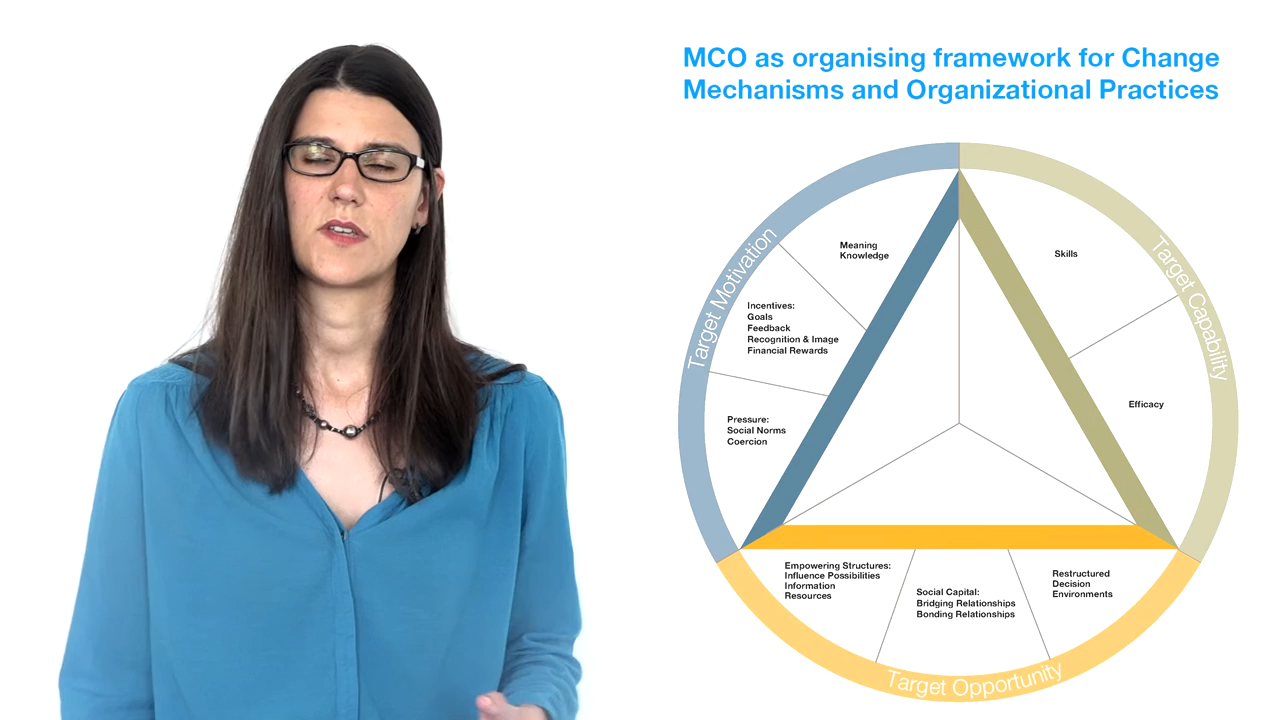 MCO as organising framework for Change
Mechanisms and Organizational Practices
Target Motivation
Target Capability
Meaning
Knowledge
Skills
Incentives:
Goals
Feedback
Recognition & Image
Financial Rewards
Efficacy
Pressure:
Social Norms
Coercion
Empowering Structures:
Influence Possibilities
Information
Resources
Social Capital:
Bridging Relationships
Bonding Relationships
Restructured
Decision
Environments
Target Opportunity